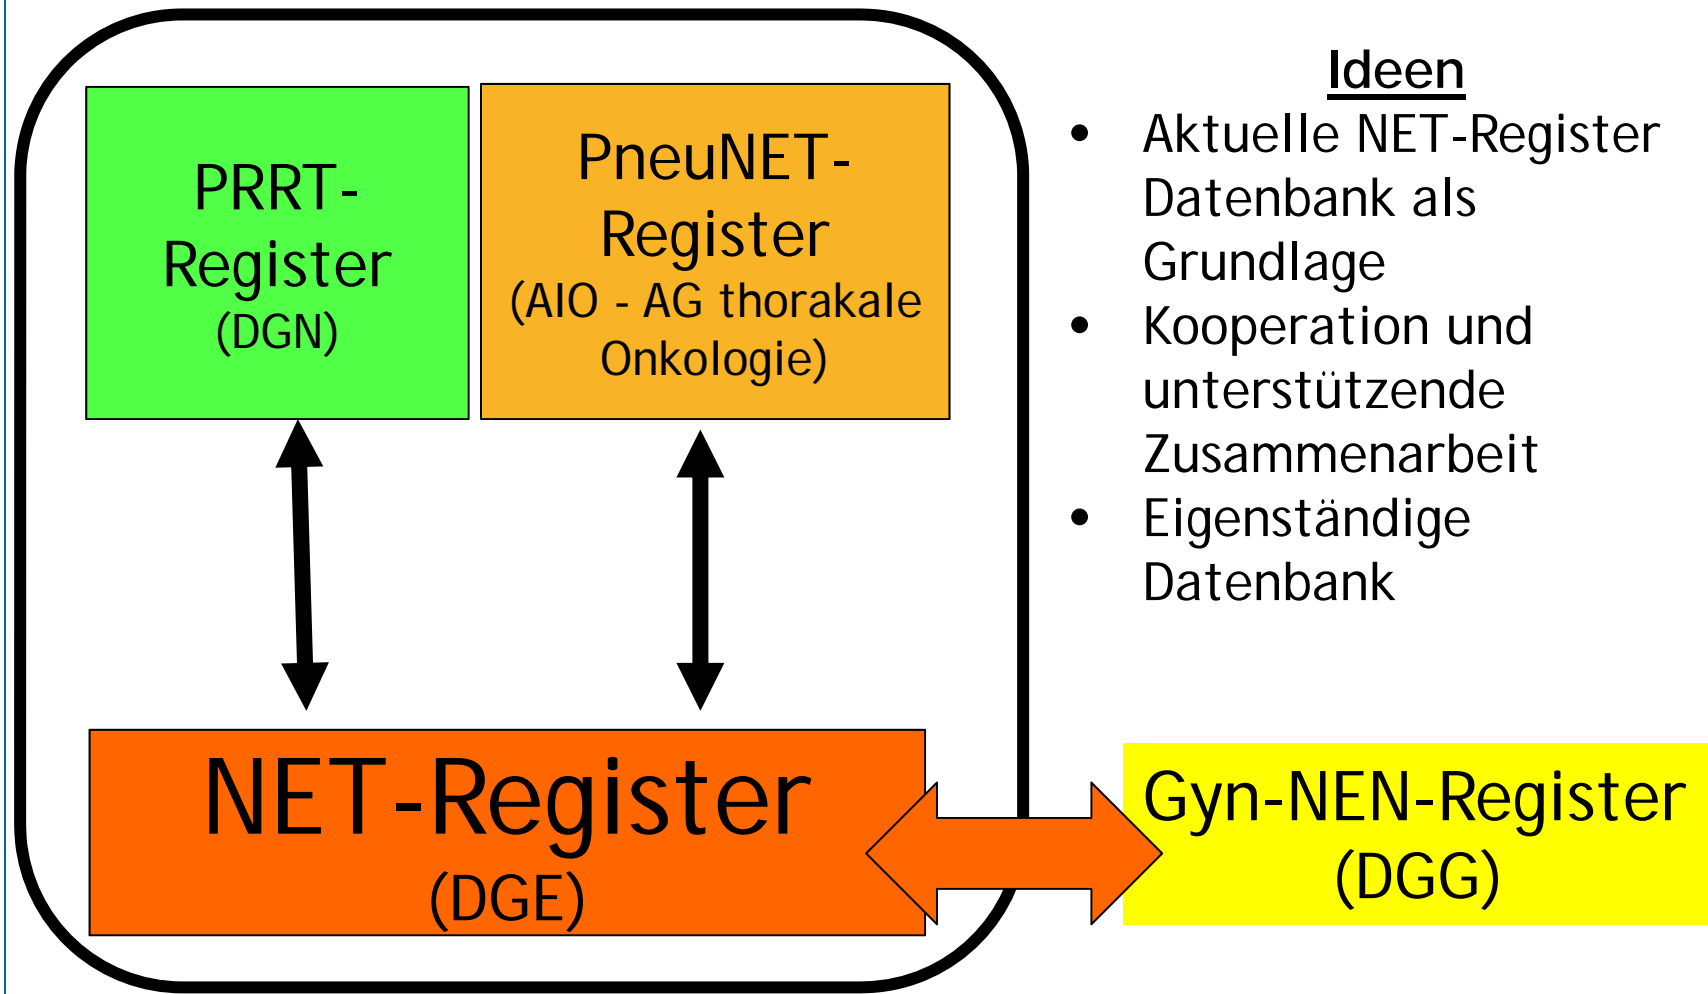 PRRT-
Register
(DGN)
PneuNET-
Register
(AIO - AG thorakale
Onkologie)
NET-Register
(DGE)
Ideen
• Aktuelle NET-Register
Datenbank als
Grundlage
• Kooperation und
unterstützende
Zusammenarbeit
• Eigenständige
Datenbank
Gyn-NEN-Register
(DGG)